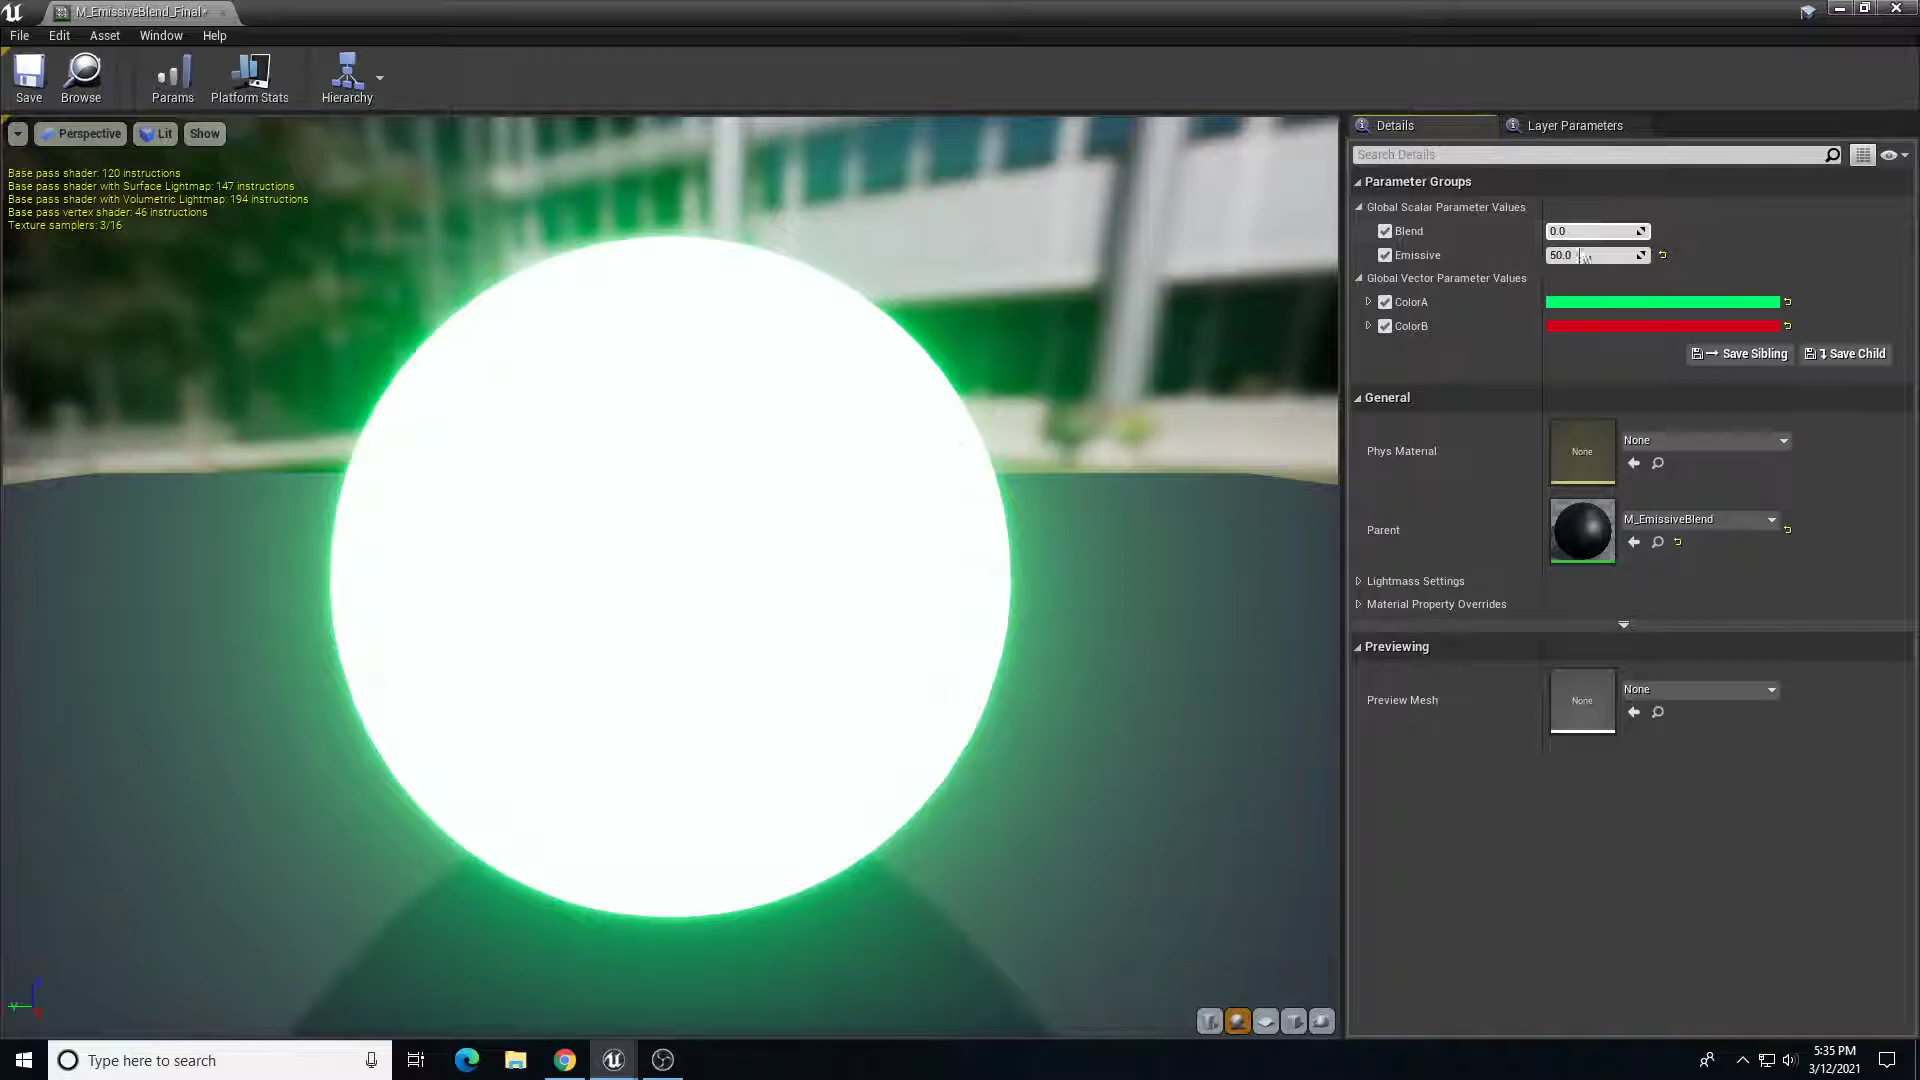 M_EmissiveBlend_Final*
File Edit Asset Window Help
Save Browse Params Platform Stats Hierarchy
Perspective Lit Show
Base pass shader: 120 instructions
Base pass shader with Surface Lightmap: 147 instructions
Base pass shader with Volumetric Lightmap: 194 instructions
Base pass vertex shader: 46 instructions
Texture samplers: 3/16
Details Layer Parameters
Search Details
Parameter Groups
Global Scalar Parameter Values
Blend 0.0
Emissive 50.0
Global Vector Parameter Values
ColorA
ColorB
Save Sibling Save Child
General
Phys Material None None
Parent M_EmissiveBlend
Lightmass Settings
Material Property Overrides
Previewing
Preview Mesh None None
Type here to search
5:35 PM
3/12/2021